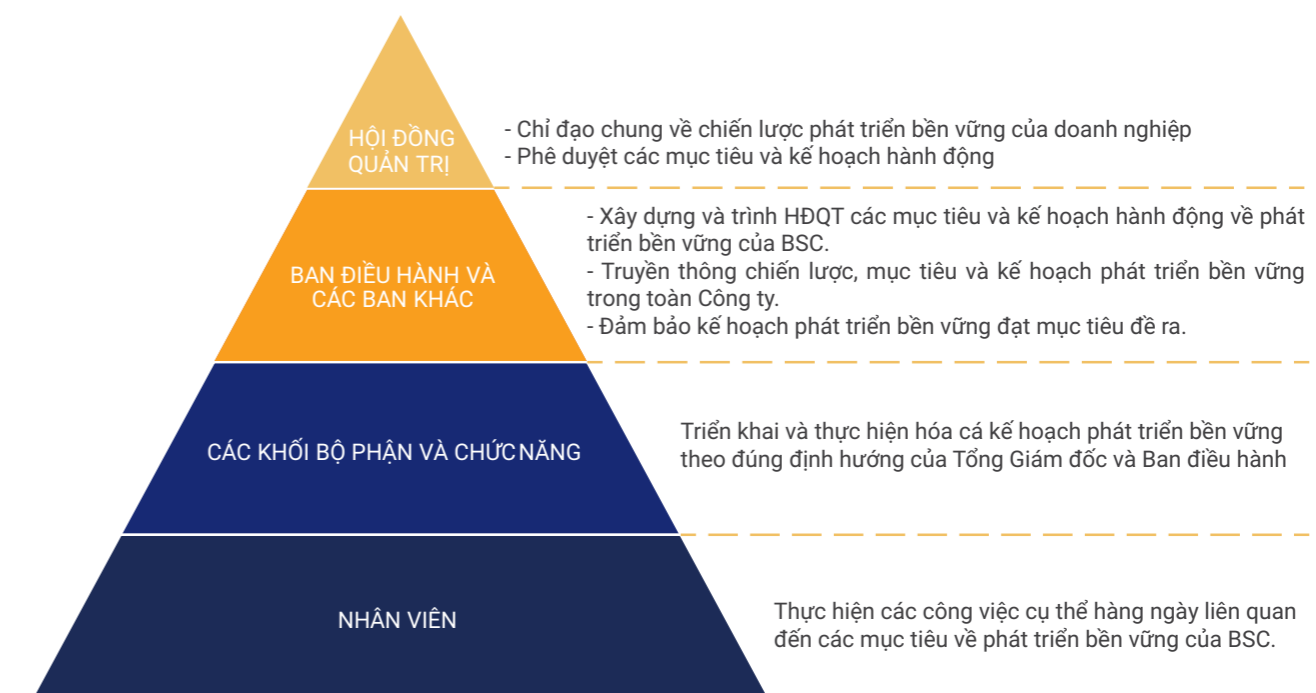 HỘI ĐỒNG
QUẢN TRỊ
- Chỉ đạo chung về chiến lược phát triển bền vững của doanh nghiệp
- Phê duyệt các mục tiêu và kế hoạch hành động
BAN ĐIỀU HÀNH VÀ
CÁC BAN KHÁC
- Xây dựng và trình HĐQT các mục tiêu và kế hoạch hành động về phát
triển bền vững của BSC.
- Truyền thông chiến lược, mục tiêu và kế hoạch phát triển bền vững
trong toàn Công ty.
- Đảm bảo kế hoạch phát triển bền vững đạt mục tiêu đề ra.
CÁC KHỐI BỘ PHẬN VÀ CHỨC NĂNG
Triển khai và thực hiện hóa cá kế hoạch phát triển bền vững
theo đúng định hướng của Tổng Giám đốc và Ban điều hành
NHÂN VIÊN
Thực hiện các công việc cụ thể hàng ngày liên quan
đến các mục tiêu về phát triển bền vững của BSC.